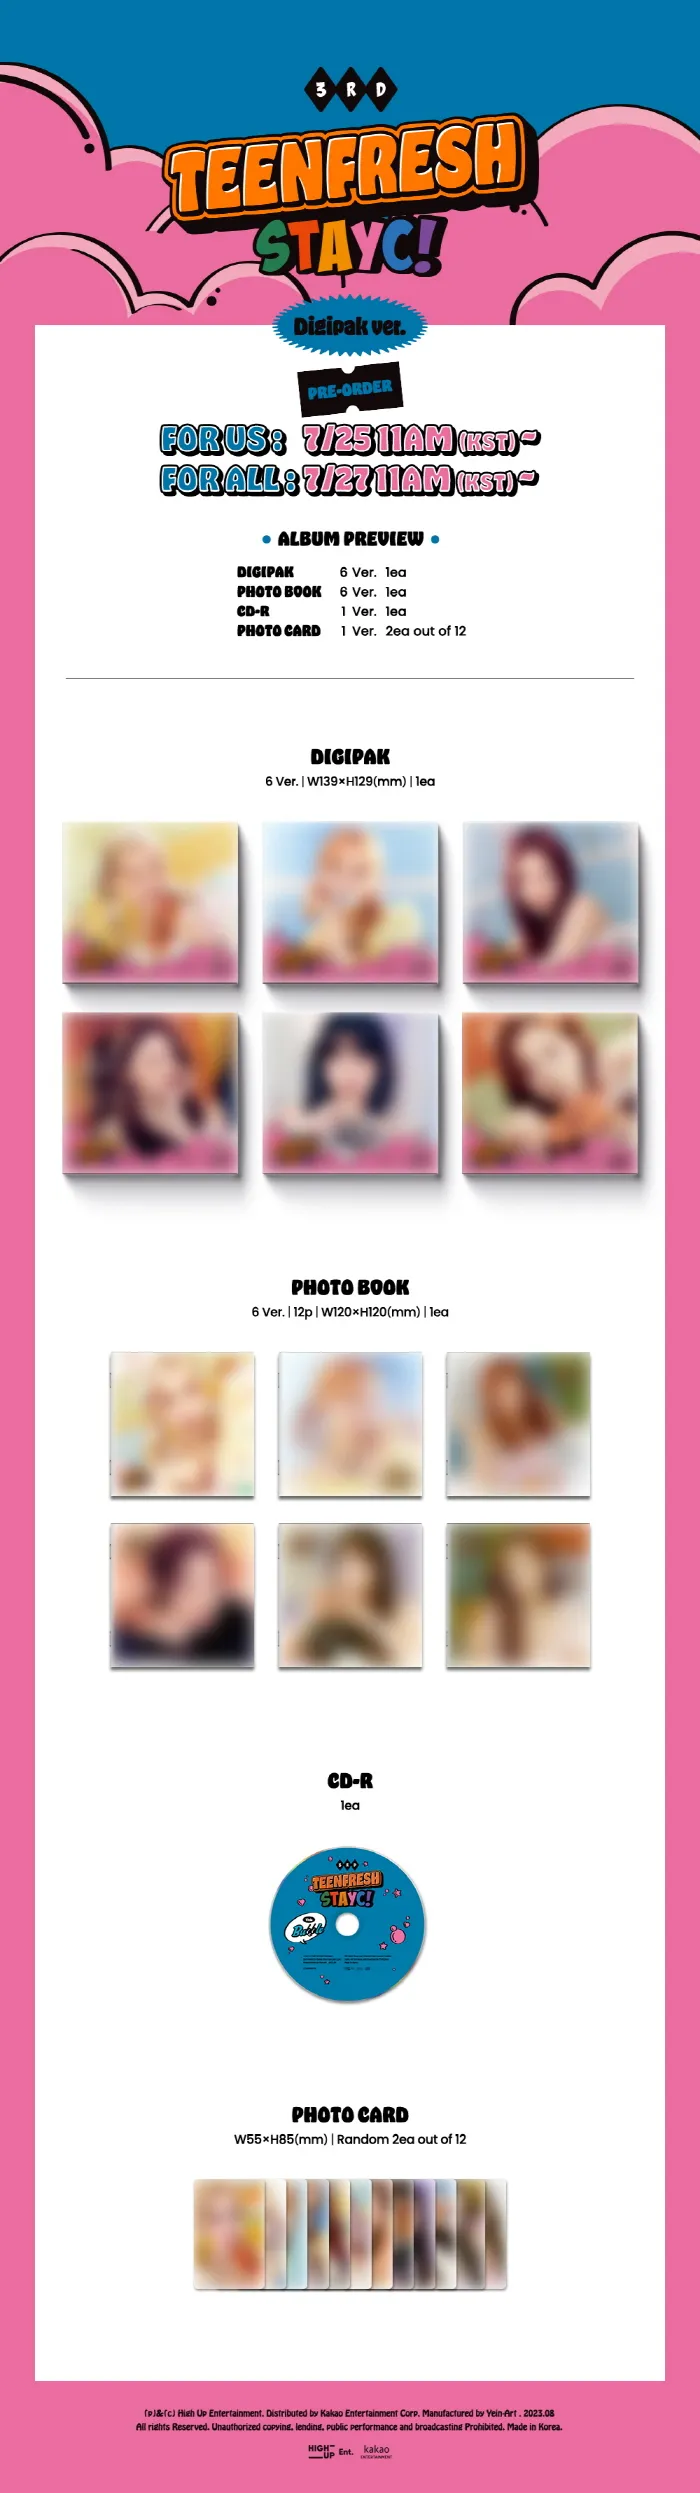 3 R D
TEENFRESH
STAYC!
Digipak ver.
PRE-ORDER
FOR US : 7/25 11AM (KST) ~
FOR ALL : 7/27 11AM (KST) ~
• ALBUM PREVIEW •
DIGIPAK 6 Ver. 1ea
PHOTO BOOK 6 Ver. 1ea
CD-R 1 Ver. 1ea
PHOTO CARD 1 Ver. 2ea out of 12
DIGIPAK
6 Ver. | W139×H129(mm) | 1ea
PHOTO BOOK
6 Ver. | 12p | W120×H120(mm) | 1ea
CD-R
1ea
3 R D
TEENFRESH
STAYC!
Bubble
PHOTO CARD
W55×H85(mm) | Random 2ea out of 12
(p)&(c) High Up Entertainment. Distributed by Kakao Entertainment Corp. Manufactured by Yein-Art . 2023.08
All rights Reserved. Unauthorized copying, lending, public performance and broadcasting Prohibited. Made in Korea.
HIGH UP Ent. kakao
ENTERTAINMENT